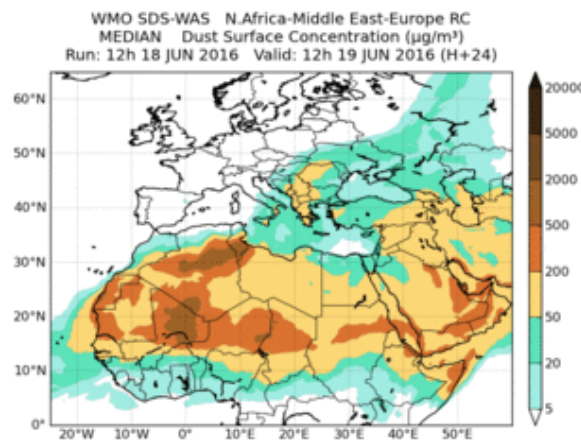 WMO SDS-WAS   N.Africa-Middle East-Europe RC
MEDIAN    Dust Surface Concentration (µg/m³)
Run: 12h 18 JUN 2016   Valid: 12h 19 JUN 2016 (H+24)
60°N
50°N
40°N
30°N
20°N
10°N
0°
20°W
10°W
0°
10°E
20°E
30°E
40°E
50°E
20000
5000
2000
500
200
50
20
5